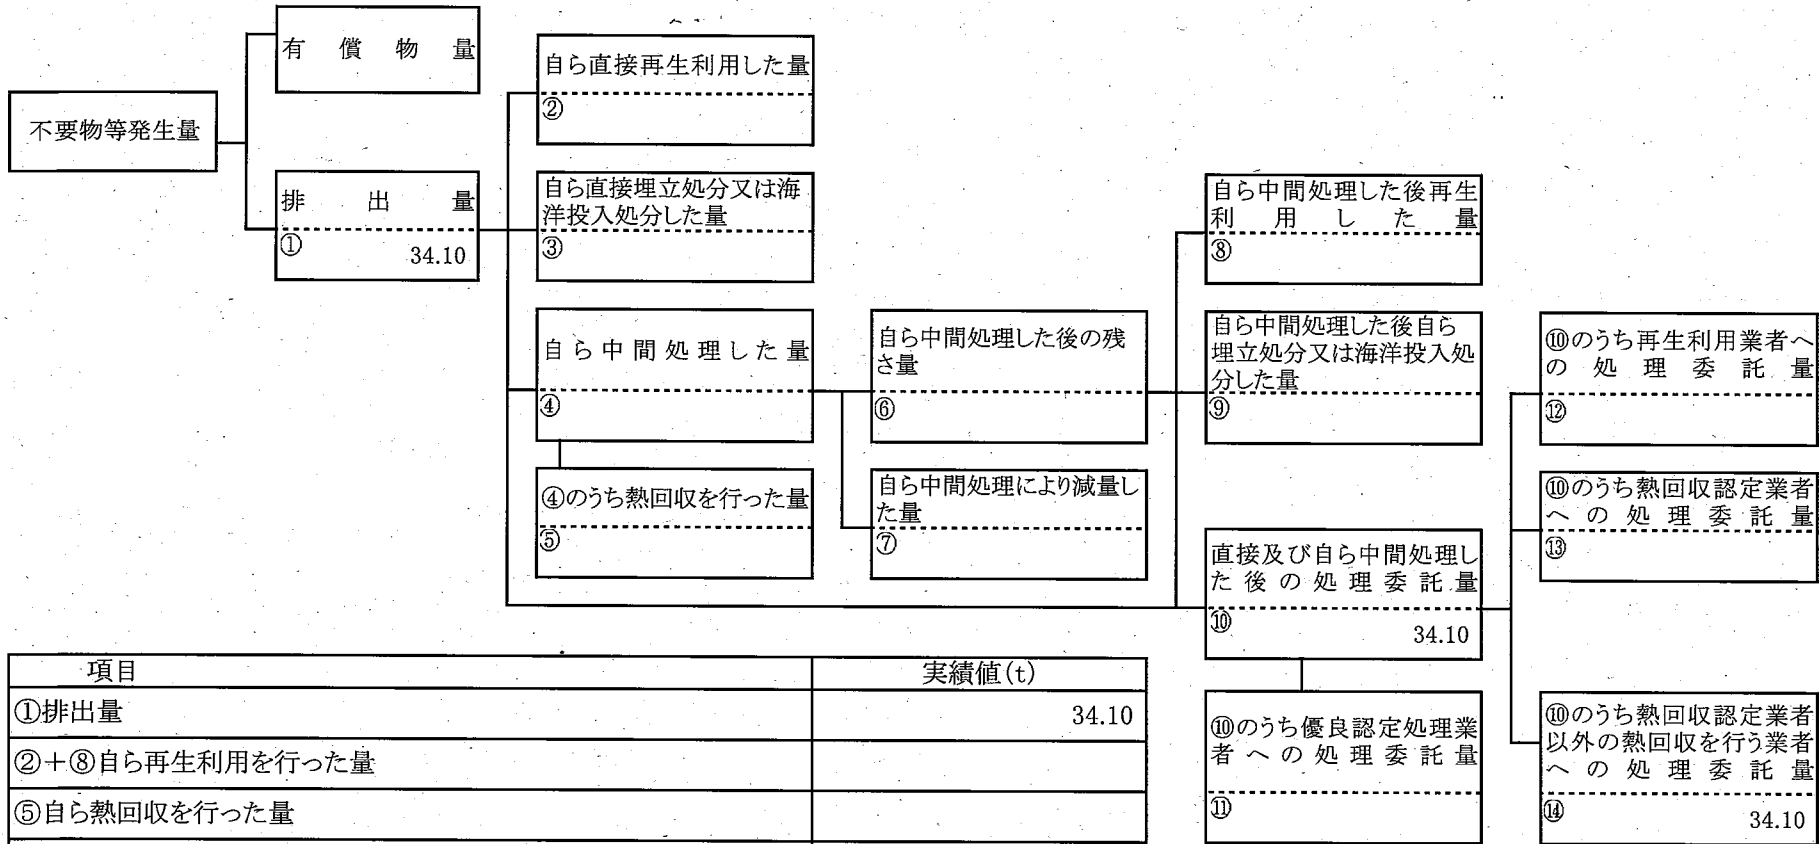 有償物量
不要物等発生量
排出量
①
34.10
自ら直接再生利用した量
②
自ら直接埋立処分又は海
洋投入処分した量
③
自ら中間処理した量
④
④のうち熱回収を行った量
⑤
自ら中間処理した後の残
さ量
⑥
自ら中間処理により減量し
た量
⑦
自ら中間処理した後再生
利用した量
⑧
自ら中間処理した後自ら
埋立処分又は海洋投入処
分した量
⑨
直接及び自ら中間処理し
た後の処理委託量
⑩
34.10
⑩のうち優良認定処理業
者への処理委託量
⑪
⑩のうち再生利用業者へ
の処理委託量
⑫
⑩のうち熱回収認定業者
への処理委託量
⑬
⑩のうち熱回収認定業者
以外の熱回収を行う業者
への処理委託量
⑭
34.10
項目 実績値(t)
①排出量 34.10
②+⑧自ら再生利用を行った量
⑤自ら熱回収を行った量